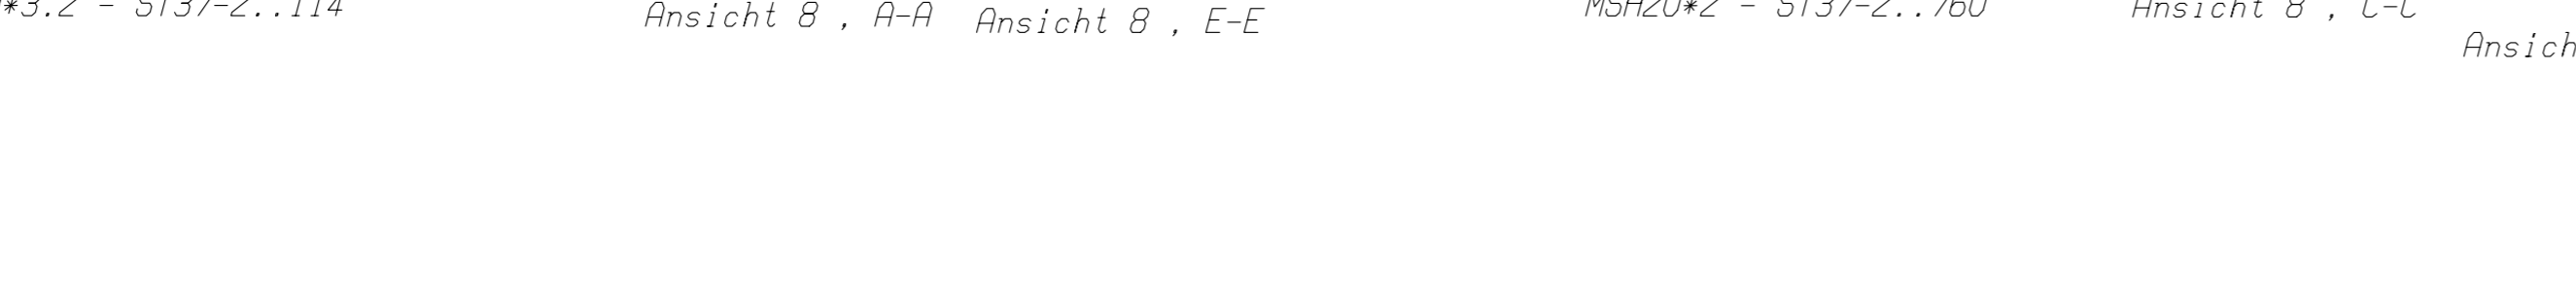 *3.2 - ST37-2..114
Ansicht 8 , A-A
Ansicht 8 , E-E
MSH20*2 - ST37-2..760
Ansicht 8 , C-C
Ansich